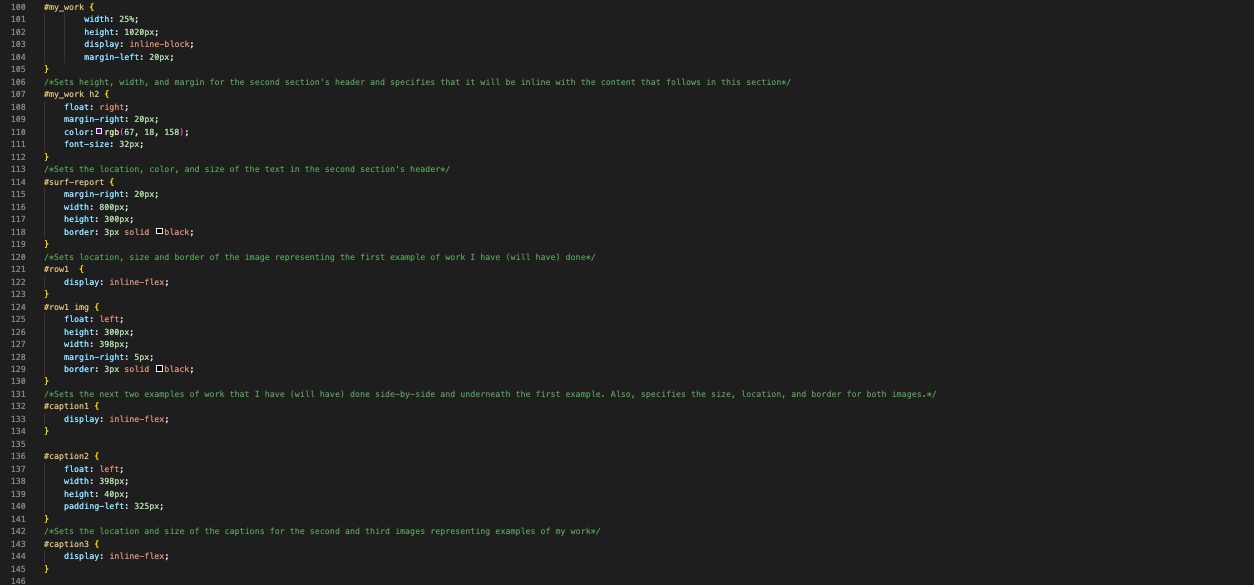 100 #my_work {
101 width: 25%;
102 height: 1020px;
103 display: inline-block;
104 margin-left: 20px;
105 }
106 /*Sets height, width, and margin for the second section's header and specifies that it will be inline with the content that follows in this section*/
107 #my_work h2 {
108 float: right;
109 margin-right: 20px;
110 color: rgb(67, 18, 158);
111 font-size: 32px;
112 }
113 /*Sets the location, color, and size of the text in the second section's header*/
114 #surf-report {
115 margin-right: 20px;
116 width: 800px;
117 height: 300px;
118 border: 3px solid black;
119 }
120 /*Sets location, size and border of the image representing the first example of work I have (will have) done*/
121 #row1  {
122 display: inline-flex;
123 }
124 #row1 img {
125 float: left;
126 height: 300px;
127 width: 398px;
128 margin-right: 5px;
129 border: 3px solid black;
130 }
131 /*Sets the next two examples of work that I have (will have) done side-by-side and underneath the first example. Also, specifies the size, location, and border for both images.*/
132 #caption1 {
133 display: inline-flex;
134 }
135
136 #caption2 {
137 float: left;
138 width: 398px;
139 height: 40px;
140 padding-left: 325px;
141 }
142 /*Sets the location and size of the captions for the second and third images representing examples of my work*/
143 #caption3 {
144 display: inline-flex;
145 }
146